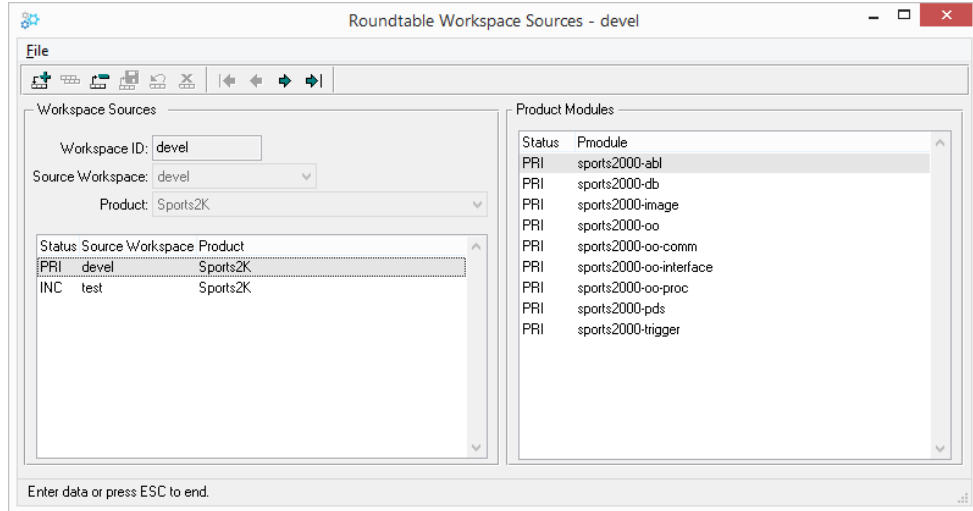 Roundtable Workspace Sources - devel
File
Workspace Sources
Workspace ID: devel
Source Workspace: devel
Product: Sports2K
Status Source Workspace Product
PRI devel Sports2K
INC test Sports2K
Product Modules
Status Pmodule
PRI sports2000-abl
PRI sports2000-db
PRI sports2000-image
PRI sports2000-oo
PRI sports2000-oo-comm
PRI sports2000-oo-interface
PRI sports2000-oo-proc
PRI sports2000-pds
PRI sports2000-trigger
Enter data or press ESC to end.